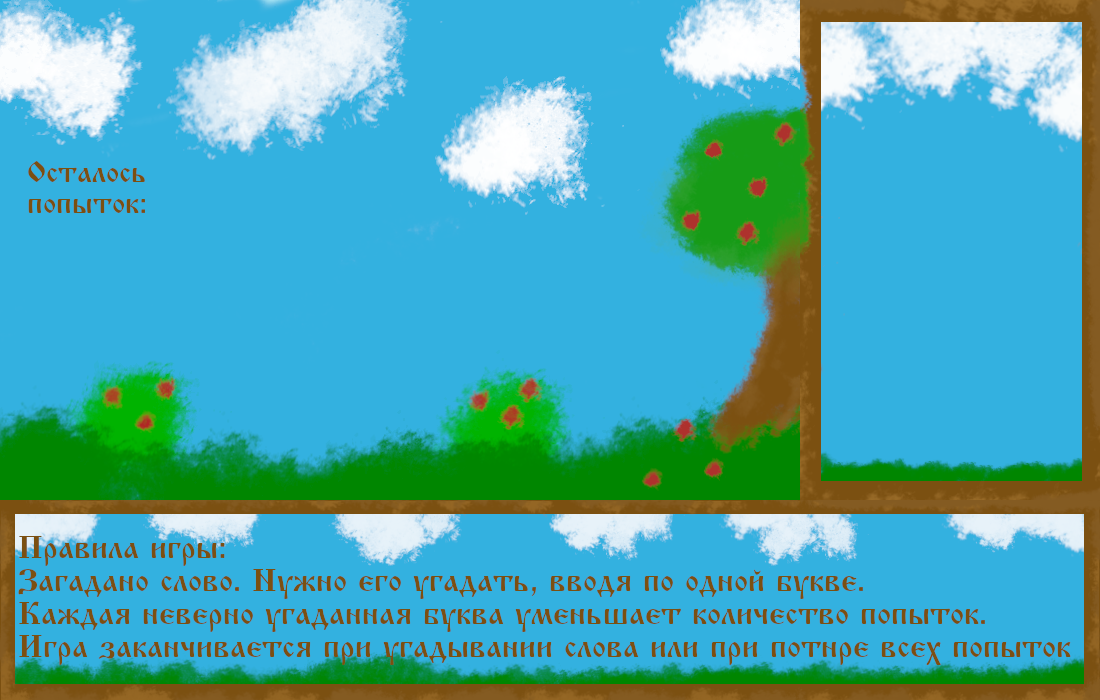 Осталось
попыток:
Правила игры:
Загадано слово. Нужно его угадать, вводя по одной букве.
Каждая неверно угаданная буква уменьшает количество попыток.
Игра заканчивается при угадывании слова или при потнре всех попыток